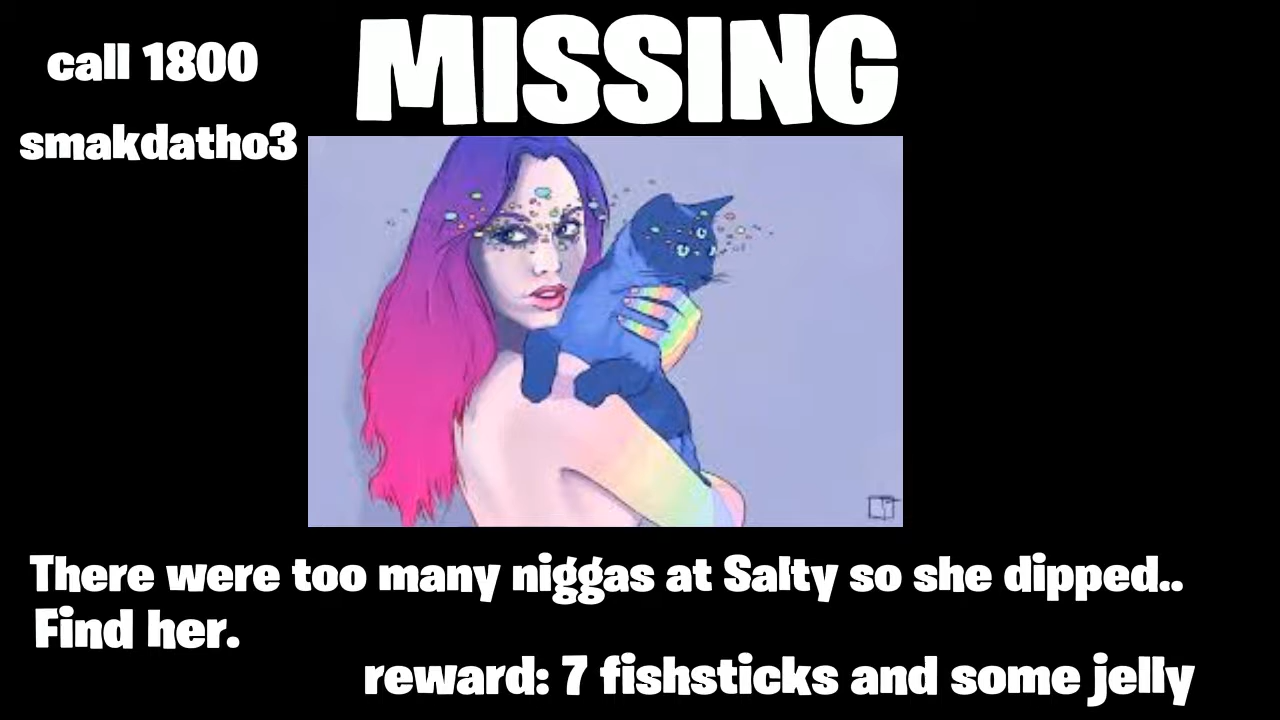 MISSING
call 1800
smakdatho3
There were too many niggas at Salty so she dipped..
Find her.
reward: 7 fishsticks and some jelly